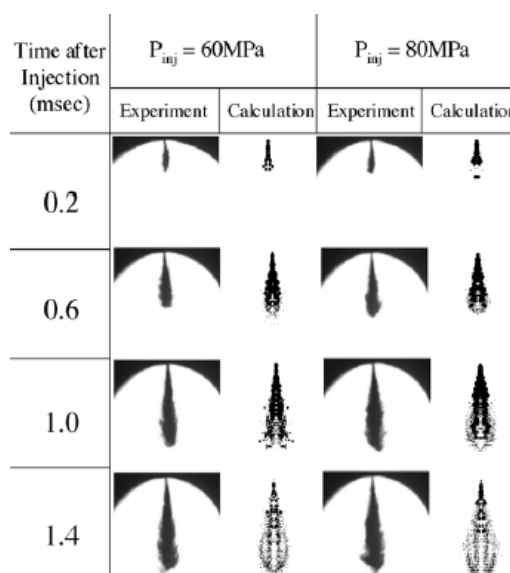 Time after
Injection
(msec)
P_inj = 60MPa
P_inj = 80MPa
Experiment
Calculation
Experiment
Calculation
0.2
0.6
1.0
1.4